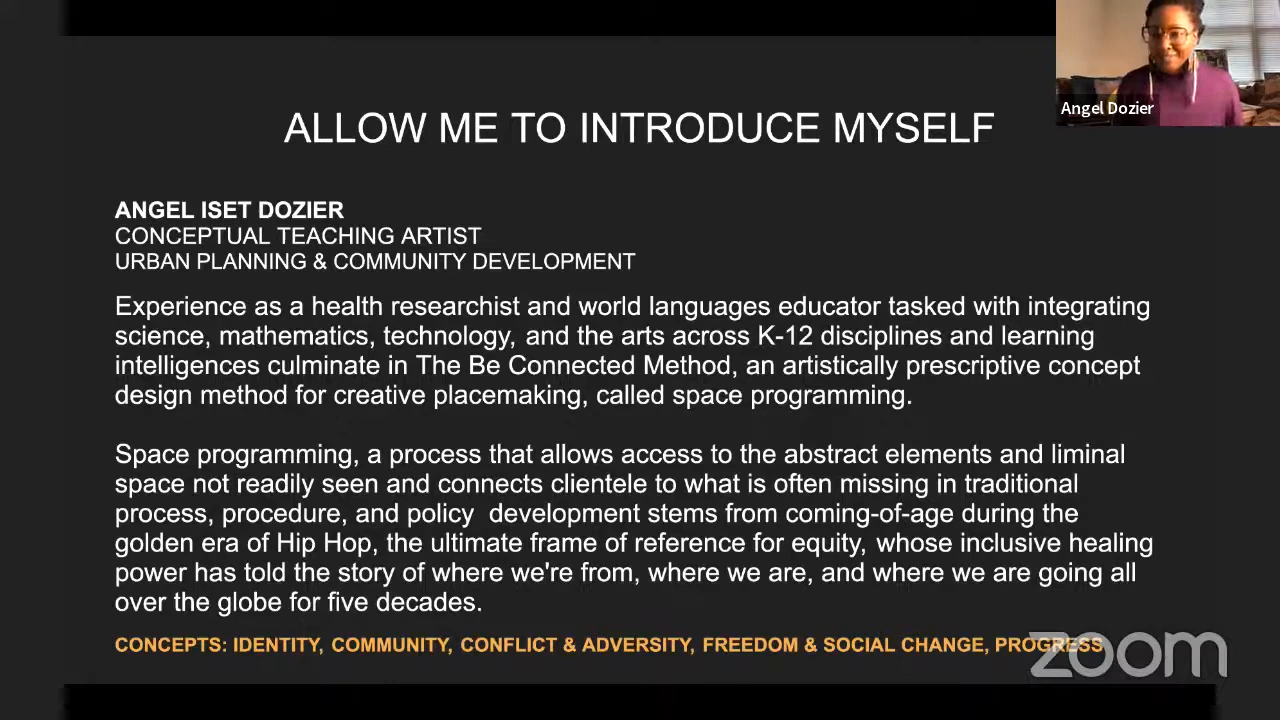 Angel Dozier
ALLOW ME TO INTRODUCE MYSELF
ANGEL ISET DOZIER
CONCEPTUAL TEACHING ARTIST
URBAN PLANNING & COMMUNITY DEVELOPMENT
Experience as a health researchist and world languages educator tasked with integrating
science, mathematics, technology, and the arts across K-12 disciplines and learning
intelligences culminate in The Be Connected Method, an artistically prescriptive concept
design method for creative placemaking, called space programming.
Space programming, a process that allows access to the abstract elements and liminal
space not readily seen and connects clientele to what is often missing in traditional
process, procedure, and policy  development stems from coming-of-age during the
golden era of Hip Hop, the ultimate frame of reference for equity, whose inclusive healing
power has told the story of where we're from, where we are, and where we are going all
over the globe for five decades.
CONCEPTS: IDENTITY, COMMUNITY, CONFLICT & ADVERSITY, FREEDOM & SOCIAL CHANGE, PROGRESS
zoom